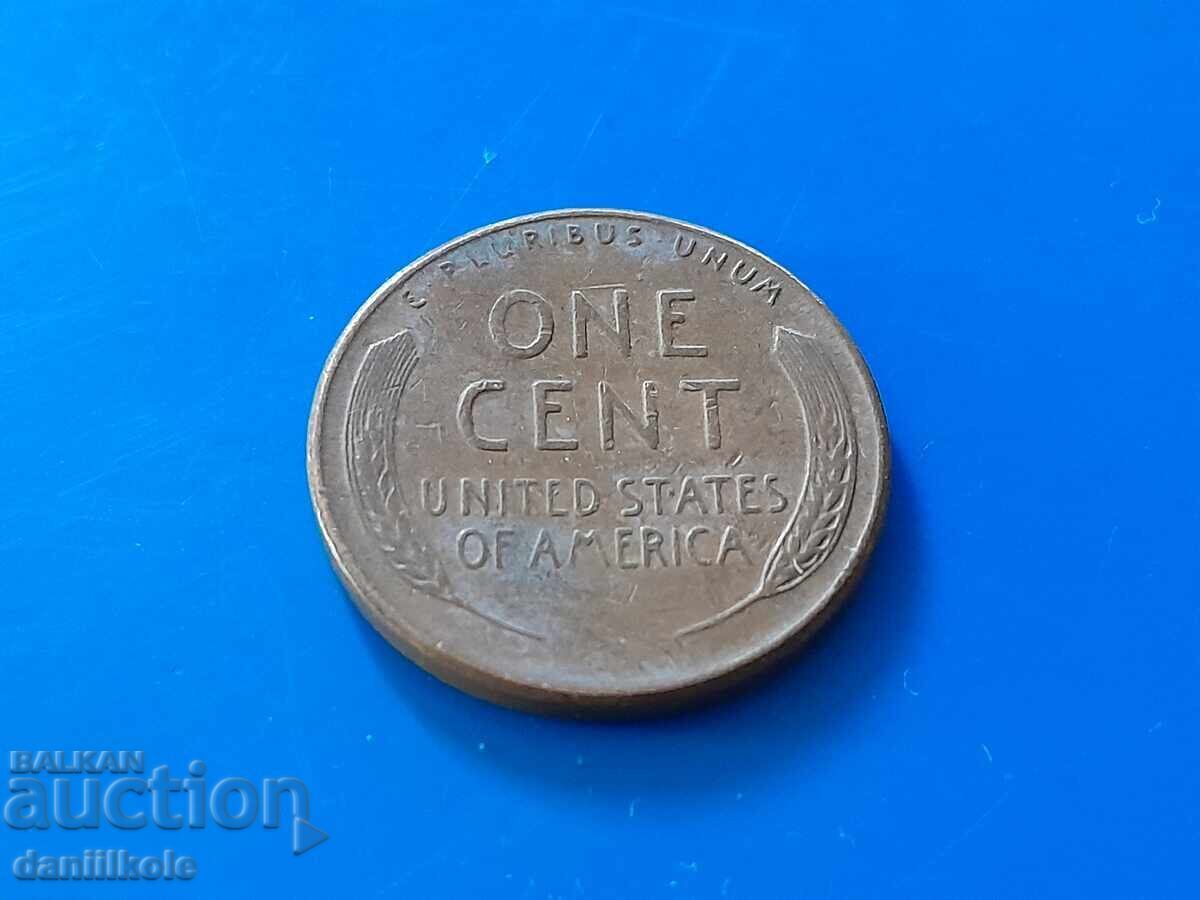 E PLURIBUS UNUM
ONE
CENT
UNITED STATES
OF AMERICA
BALKAN
auction
daniilkole